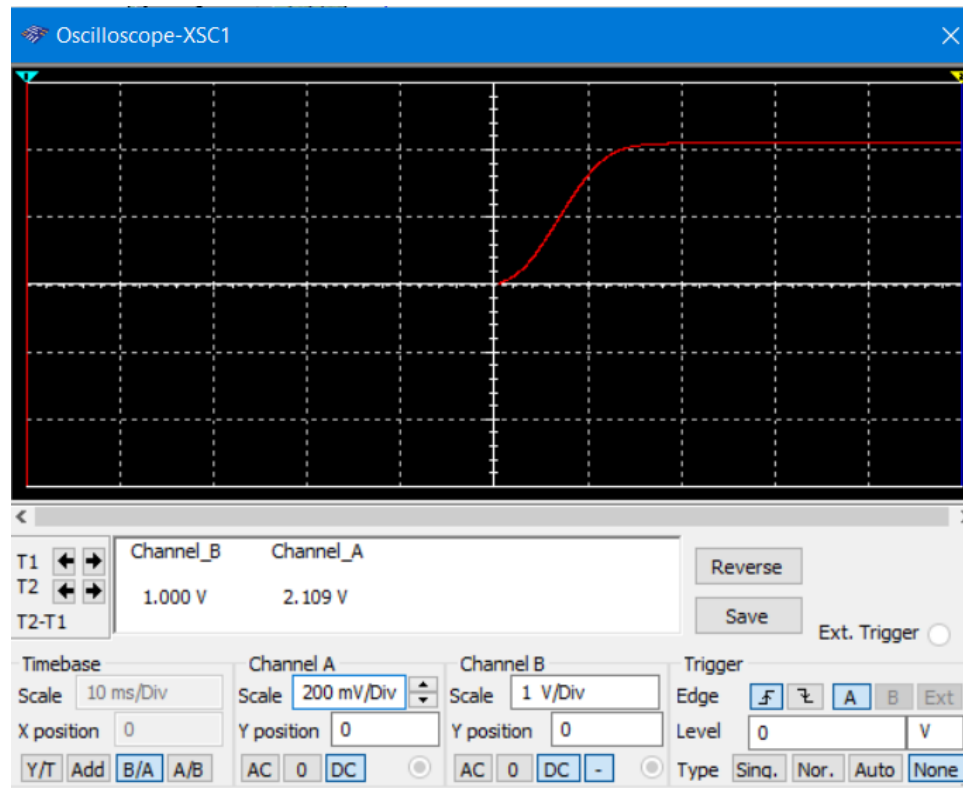 Oscilloscope-XSC1
T1
T2
T2-T1
Channel_B Channel_A
1.000 V 2.109 V
Reverse
Save
Ext. Trigger
Timebase
Scale 10 ms/Div
X position 0
Y/T Add B/A A/B
Channel A
Scale 200 mV/Div
Y position 0
AC 0 DC
Channel B
Scale 1 V/Div
Y position 0
AC 0 DC -
Trigger
Edge A B Ext
Level 0 V
Type Sing. Nor. Auto None